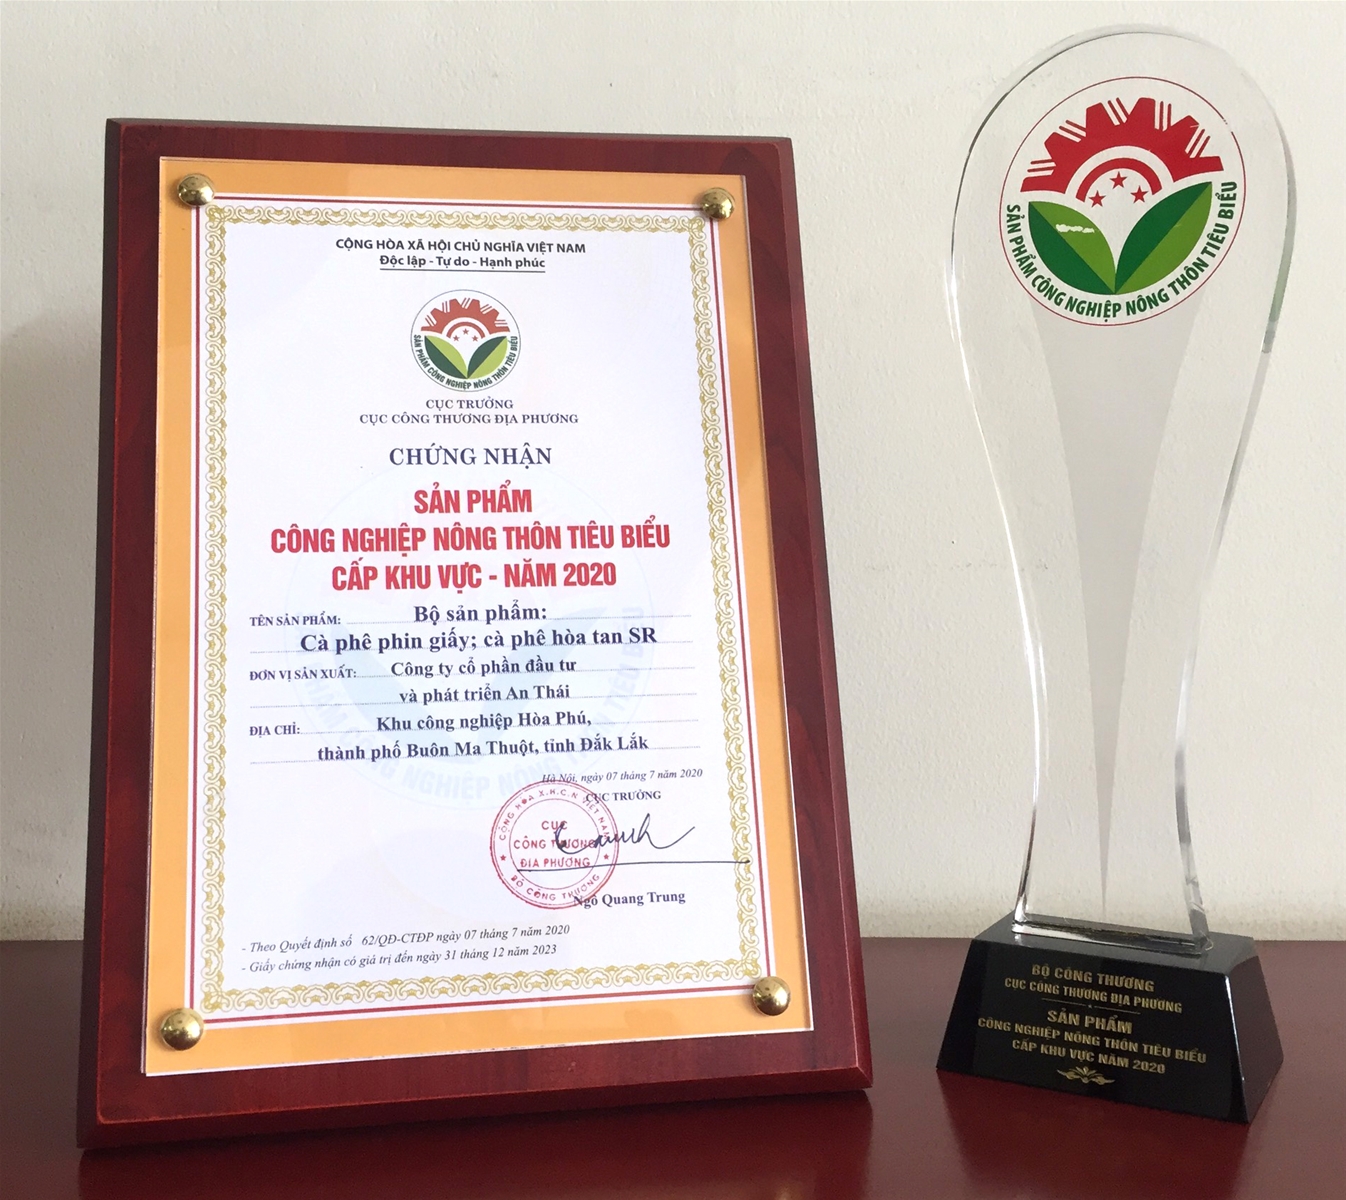 CỘNG HÒA XÃ HỘI CHỦ NGHĨA VIỆT NAM
Độc lập - Tự do - Hạnh phúc
SẢN PHẨM CÔNG NGHIỆP NÔNG THÔN TIÊU BIỂU
CỤC TRƯỞNG
CỤC CÔNG THƯƠNG ĐỊA PHƯƠNG
CHỨNG NHẬN
SẢN PHẨM
CÔNG NGHIỆP NÔNG THÔN TIÊU BIỂU
CẤP KHU VỰC - NĂM 2020
TÊN SẢN PHẨM: Bộ sản phẩm:
Cà phê phin giấy; cà phê hòa tan SR
ĐƠN VỊ SẢN XUẤT: Công ty cổ phần đầu tư
và phát triển An Thái
ĐỊA CHỈ: Khu công nghiệp Hòa Phú,
thành phố Buôn Ma Thuột, tỉnh Đắk Lắk
Hà Nội, ngày 07 tháng 7 năm 2020
CỤC TRƯỞNG
CỘNG HÒA X.H.C.N VIỆT NAM
CỤC
CÔNG THƯƠNG
ĐỊA PHƯƠNG
BỘ CÔNG THƯƠNG
Ngô Quang Trung
- Theo Quyết định số 62/QĐ-CTĐP ngày 07 tháng 7 năm 2020
- Giấy chứng nhận có giá trị đến ngày 31 tháng 12 năm 2023
SẢN PHẨM CÔNG NGHIỆP NÔNG THÔN TIÊU BIỂU
BỘ CÔNG THƯƠNG
CỤC CÔNG THƯƠNG ĐỊA PHƯƠNG
SẢN PHẨM
CÔNG NGHIỆP NÔNG THÔN TIÊU BIỂU
CẤP KHU VỰC NĂM 2020